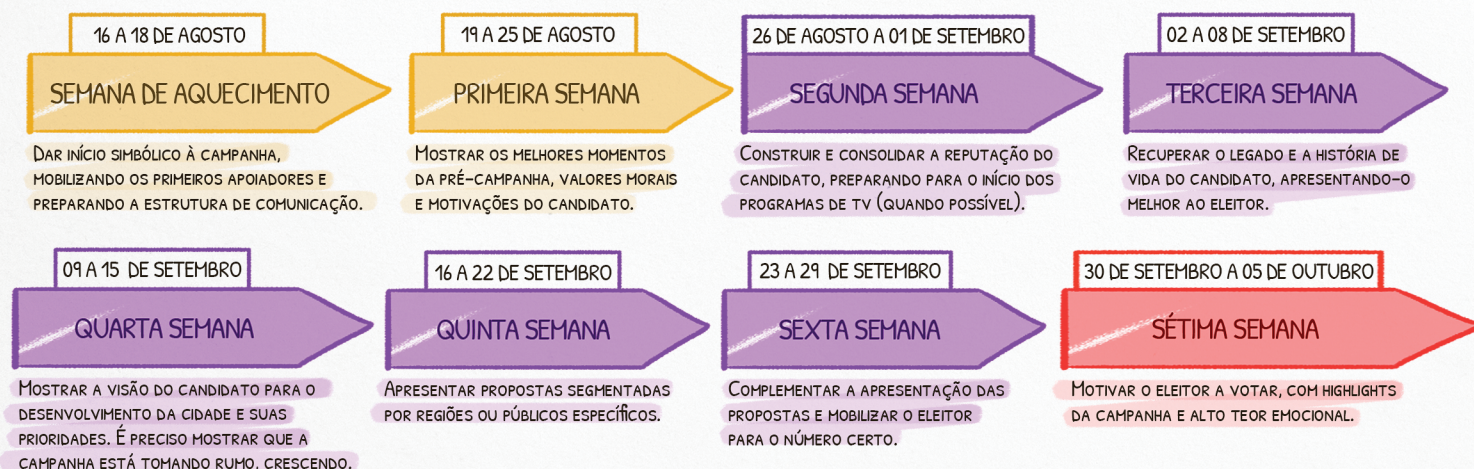 16 A 18 DE AGOSTO
SEMANA DE AQUECIMENTO
DAR INÍCIO SIMBÓLICO À CAMPANHA,
MOBILIZANDO OS PRIMEIROS APOIADORES E
PREPARANDO A ESTRUTURA DE COMUNICAÇÃO.
19 A 25 DE AGOSTO
PRIMEIRA SEMANA
MOSTRAR OS MELHORES MOMENTOS
DA PRÉ-CAMPANHA, VALORES MORAIS
E MOTIVAÇÕES DO CANDIDATO.
26 DE AGOSTO A 01 DE SETEMBRO
SEGUNDA SEMANA
CONSTRUIR E CONSOLIDAR A REPUTAÇÃO DO
CANDIDATO, PREPARANDO PARA O INÍCIO DOS
PROGRAMAS DE TV (QUANDO POSSÍVEL).
02 A 08 DE SETEMBRO
TERCEIRA SEMANA
RECUPERAR O LEGADO E A HISTÓRIA DE
VIDA DO CANDIDATO, APRESENTANDO-O
MELHOR AO ELEITOR.
09 A 15 DE SETEMBRO
QUARTA SEMANA
MOSTRAR A VISÃO DO CANDIDATO PARA O
DESENVOLVIMENTO DA CIDADE E SUAS
PRIORIDADES. É PRECISO MOSTRAR QUE A
CAMPANHA ESTÁ TOMANDO RUMO, CRESCENDO.
16 A 22 DE SETEMBRO
QUINTA SEMANA
APRESENTAR PROPOSTAS SEGMENTADAS
POR REGIÕES OU PÚBLICOS ESPECÍFICOS.
23 A 29 DE SETEMBRO
SEXTA SEMANA
COMPLEMENTAR A APRESENTAÇÃO DAS
PROPOSTAS E MOBILIZAR O ELEITOR
PARA O NÚMERO CERTO.
30 DE SETEMBRO A 05 DE OUTUBRO
SÉTIMA SEMANA
MOTIVAR O ELEITOR A VOTAR, COM HIGHLIGHTS
DA CAMPANHA E ALTO TEOR EMOCIONAL.